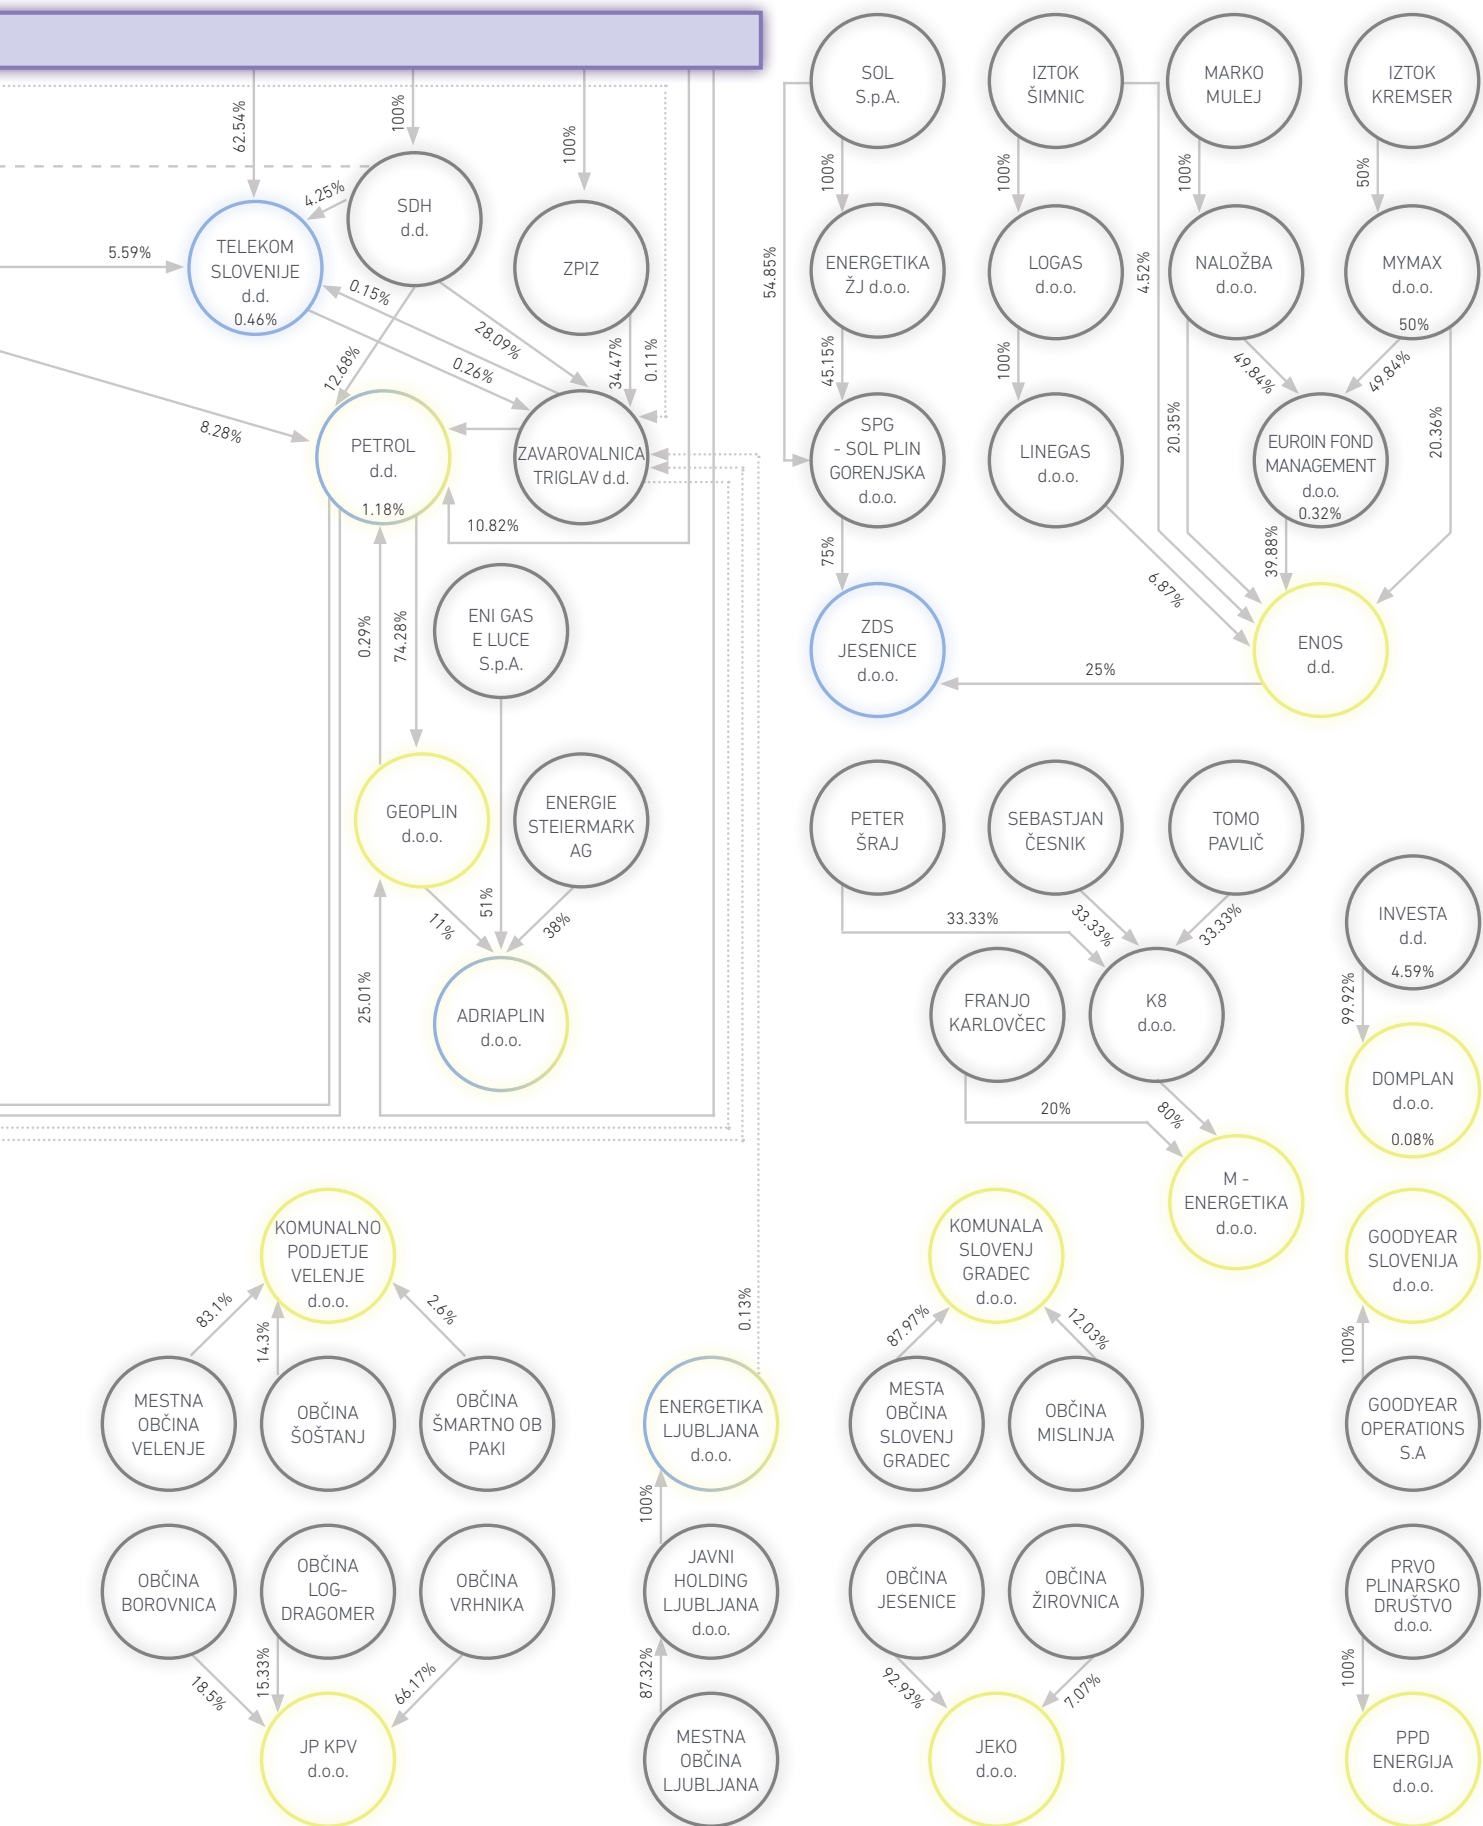 SOL
S.p.A.
IZTOK
ŠIMNIC
MARKO
MULEJ
IZTOK
KREMSER
62.54%
100%
100%
4.25%
SDH
d.d.
5.59%
TELEKOM
SLOVENIJE
d.d.
0.46%
ZPIZ
0.15%
28.09%
12.68%
0.26%
34.47%
0.11%
8.28%
PETROL
d.d.
1.18%
ZAVAROVALNICA
TRIGLAV d.d.
10.82%
0.29%
74.28%
ENI GAS
E LUCE
S.p.A.
GEOPLIN
d.o.o.
ENERGIE
STEIERMARK
AG
11%
51%
38%
25.01%
ADRIAPLIN
d.o.o.
100%
100%
100%
50%
54.85%
ENERGETIKA
ŽJ d.o.o.
LOGAS
d.o.o.
4.52%
NALOŽBA
d.o.o.
MYMAX
d.o.o.
50%
45.15%
100%
49.84%
49.84%
20.35%
20.36%
SPG
- SOL PLIN
GORENJSKA
d.o.o.
LINEGAS
d.o.o.
EUROIN FOND
MANAGEMENT
d.o.o.
0.32%
75%
6.87%
39.88%
ZDS
JESENICE
d.o.o.
25%
ENOS
d.d.
PETER
ŠRAJ
SEBASTJAN
ČESNIK
TOMO
PAVLIČ
33.33%
33.33%
33.33%
INVESTA
d.d.
4.59%
FRANJO
KARLOVČEC
K8
d.o.o.
99.92%
20%
80%
DOMPLAN
d.o.o.
0.08%
M -
ENERGETIKA
d.o.o.
KOMUNALNO
PODJETJE
VELENJE
d.o.o.
83.1%
14.3%
2.6%
MESTNA
OBČINA
VELENJE
OBČINA
ŠOŠTANJ
OBČINA
ŠMARTNO OB
PAKI
0.13%
ENERGETIKA
LJUBLJANA
d.o.o.
100%
KOMUNALA
SLOVENJ
GRADEC
d.o.o.
87.97%
12.03%
MESTA
OBČINA
SLOVENJ
GRADEC
OBČINA
MISLINJA
GOODYEAR
SLOVENIJA
d.o.o.
100%
GOODYEAR
OPERATIONS
S.A
OBČINA
BOROVNICA
OBČINA
LOG-
DRAGOMER
OBČINA
VRHNIKA
18.5%
15.33%
66.17%
JP KPV
d.o.o.
JAVNI
HOLDING
LJUBLJANA
d.o.o.
87.32%
MESTNA
OBČINA
LJUBLJANA
OBČINA
JESENICE
OBČINA
ŽIROVNICA
92.93%
7.07%
JEKO
d.o.o.
PRVO
PLINARSKO
DRUŠTVO
d.o.o.
100%
PPD
ENERGIJA
d.o.o.